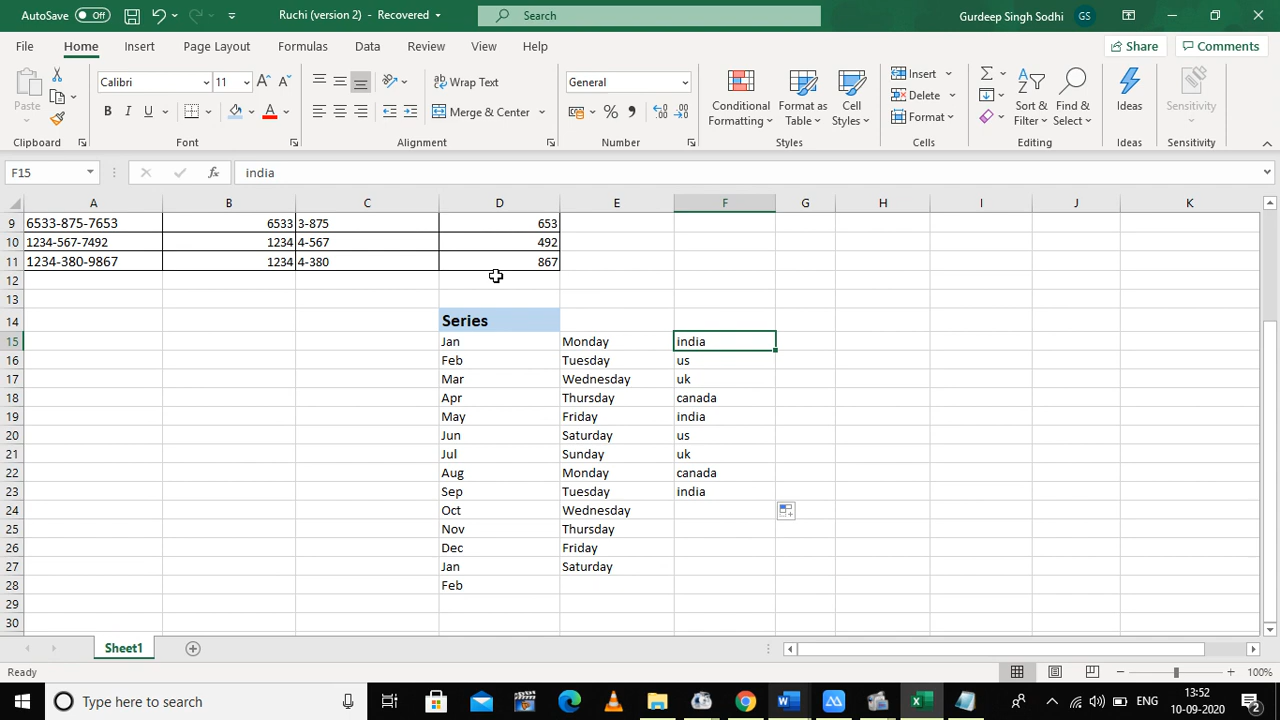 AutoSave Off Ruchi (version 2) - Recovered Search Gurdeep Singh Sodhi GS
File Home Insert Page Layout Formulas Data Review View Help Share Comments
Paste Calibri 11 Wrap Text General Conditional Formatting Format as Table Cell Styles Insert Sort & Filter Find & Select Ideas Sensitivity
B I U Merge & Center % Delete
Format
Clipboard Font Alignment Number Styles Cells Editing Ideas Sensitivity
F15 fx india
A B C D E F G H I J K
9 6533-875-7653 6533 3-875 653
10 1234-567-7492 1234 4-567 492
11 1234-380-9867 1234 4-380 867
12
13
14 Series
15 Jan Monday india
16 Feb Tuesday us
17 Mar Wednesday uk
18 Apr Thursday canada
19 May Friday india
20 Jun Saturday us
21 Jul Sunday uk
22 Aug Monday canada
23 Sep Tuesday india
24 Oct Wednesday
25 Nov Thursday
26 Dec Friday
27 Jan Saturday
28 Feb
29
30
Sheet1
Ready 100%
Type here to search ENG 13:52
10-09-2020 2